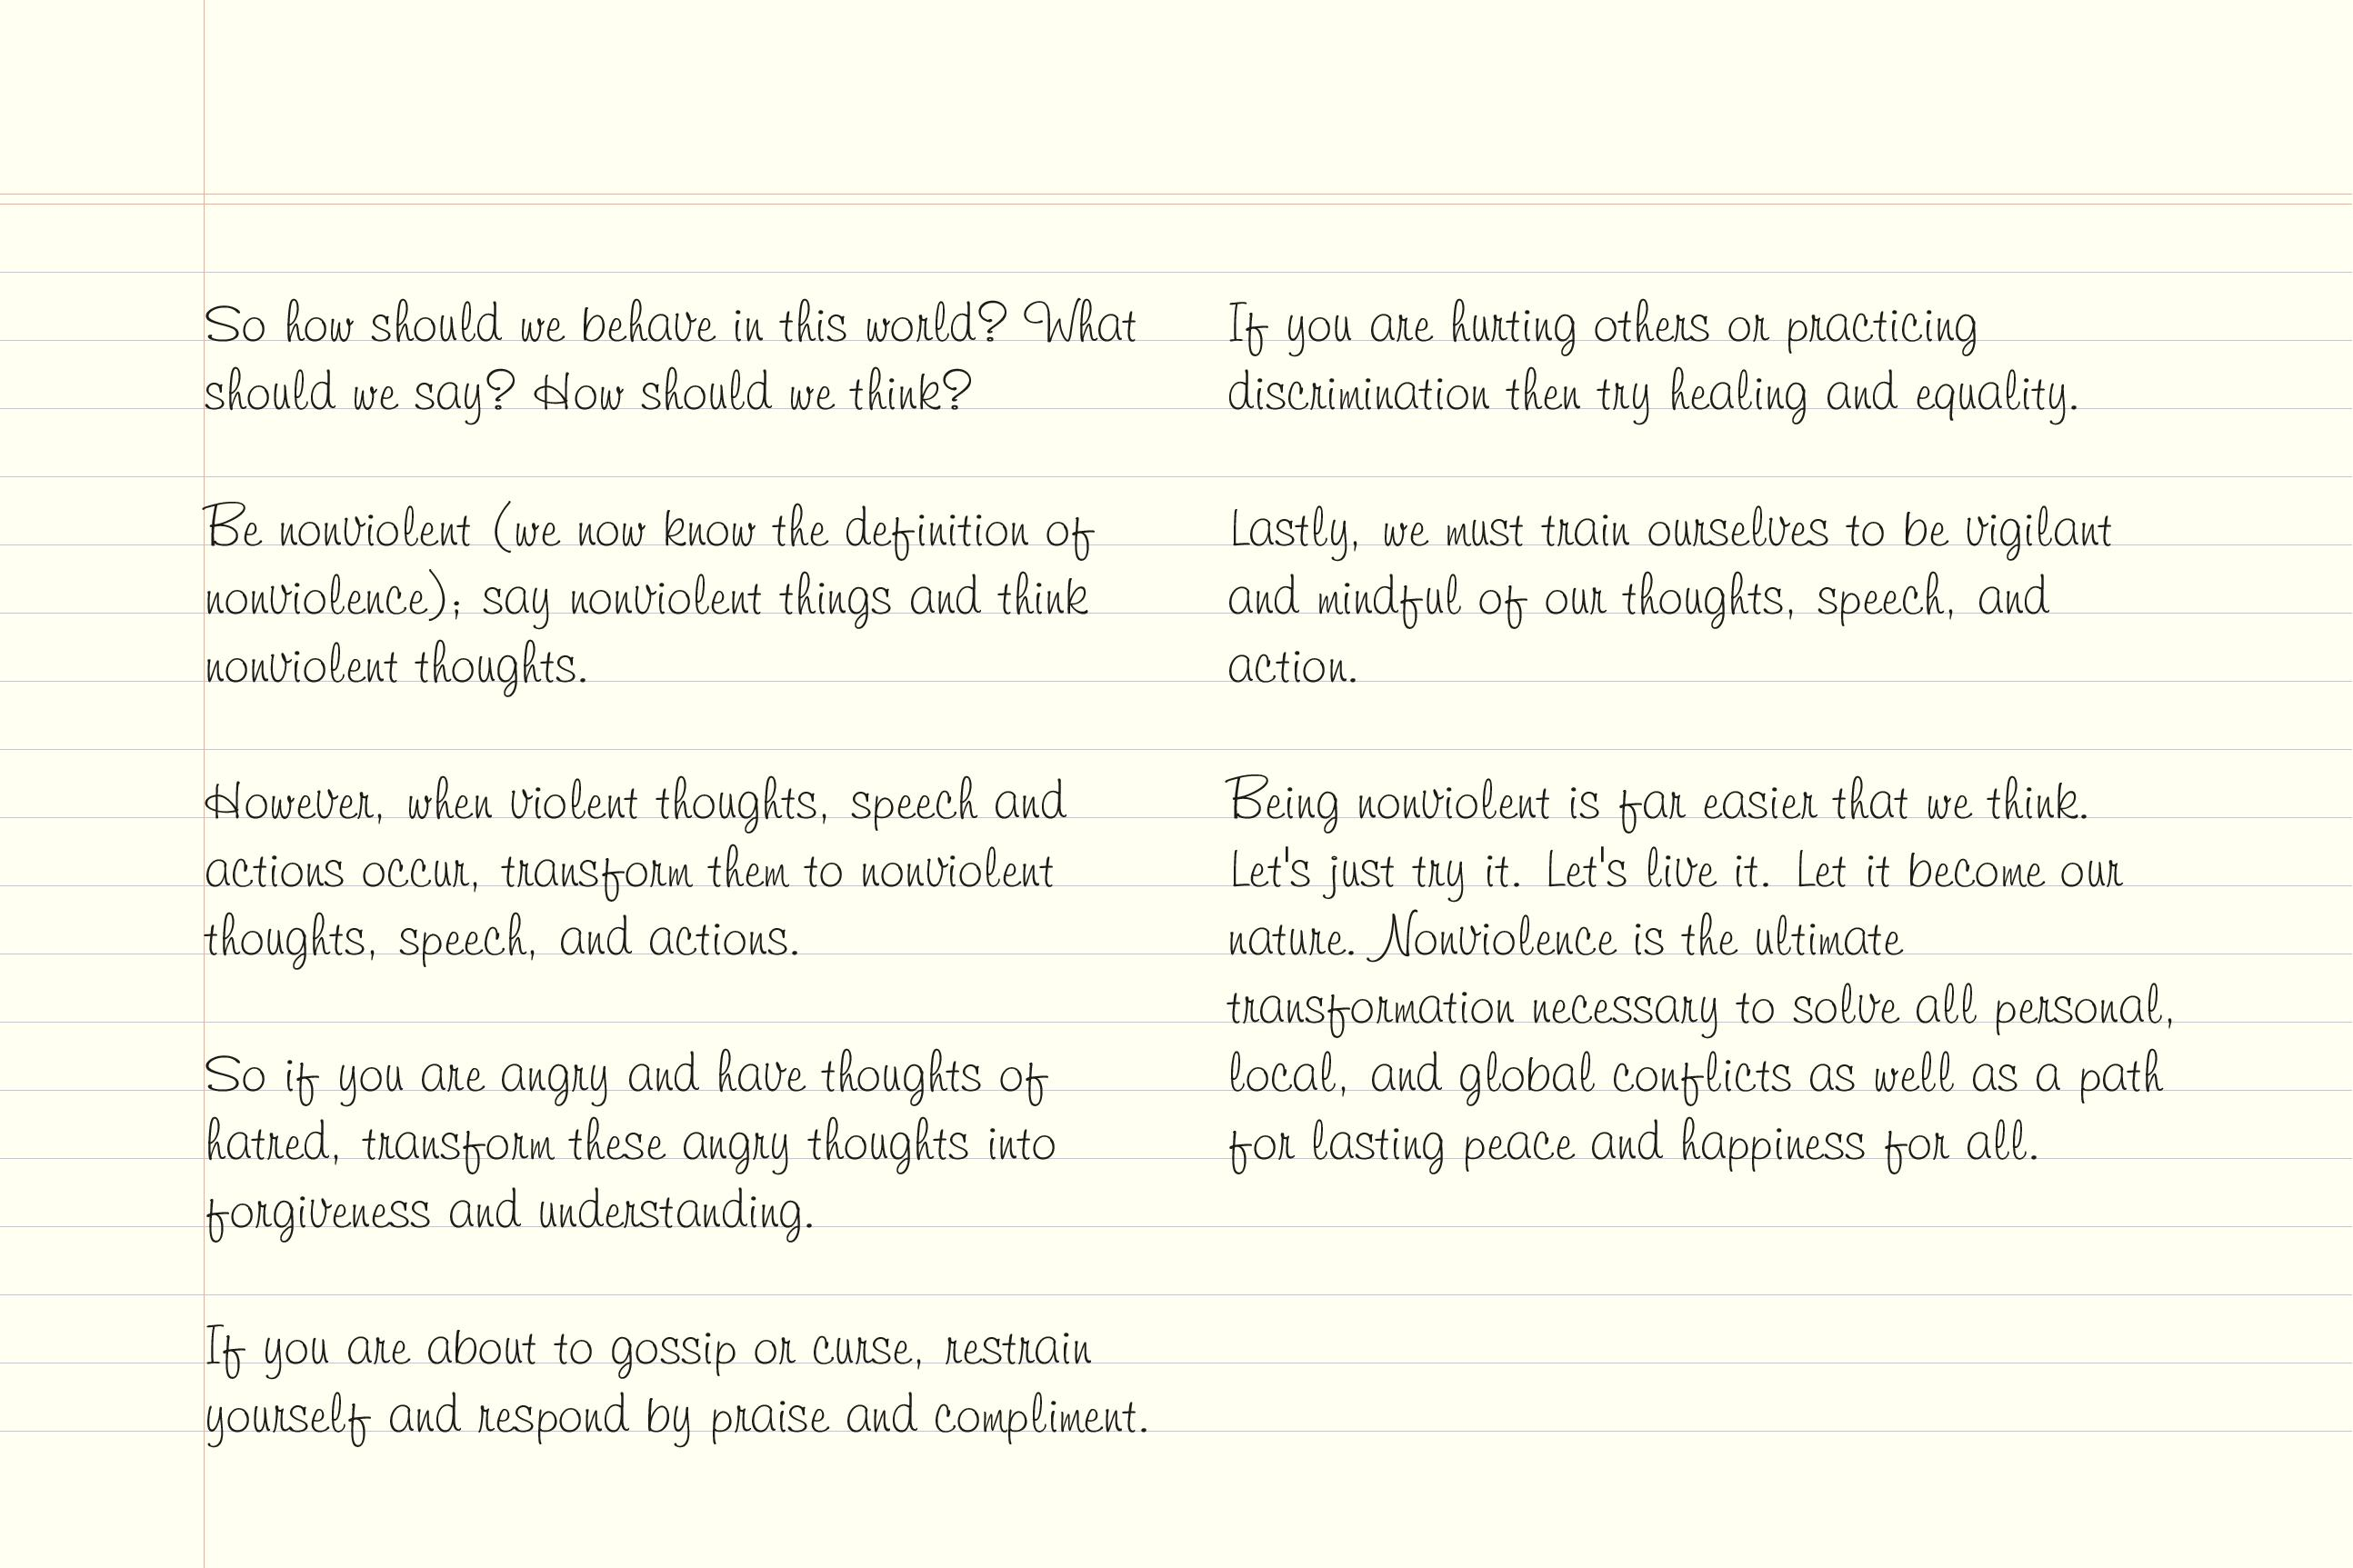 So how should we behave in this world? What
should we say? How should we think?
Be nonviolent (we now know the definition of
nonviolence); say nonviolent things and think
nonviolent thoughts.
However, when violent thoughts, speech and
actions occur, transform them to nonviolent
thoughts, speech, and actions.
So if you are angry and have thoughts of
hatred, transform these angry thoughts into
forgiveness and understanding.
If you are about to gossip or curse, restrain
yourself and respond by praise and compliment.
If you are hurting others or practicing
discrimination then try healing and equality.
Lastly, we must train ourselves to be vigilant
and mindful of our thoughts, speech, and
action.
Being nonviolent is far easier that we think.
Let's just try it. Let's live it. Let it become our
nature. Nonviolence is the ultimate
transformation necessary to solve all personal,
local, and global conflicts as well as a path
for lasting peace and happiness for all.